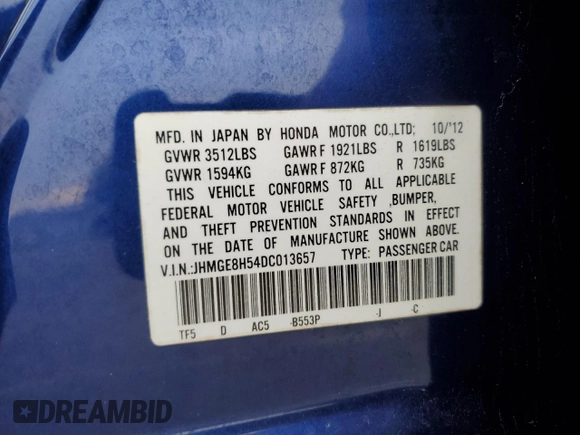 MFD. IN JAPAN BY HONDA MOTOR CO.,LTD; 10/'12
GVWR 3512LBS GAWR F 1921LBS R 1619LBS
GVWR 1594KG GAWR F 872KG R 735KG
THIS VEHICLE CONFORMS TO ALL APPLICABLE
FEDERAL MOTOR VEHICLE SAFETY ,BUMPER,
AND THEFT PREVENTION STANDARDS IN EFFECT
ON THE DATE OF MANUFACTURE SHOWN ABOVE.
V.I.N.:JHMGE8H54DC013657 TYPE: PASSENGER CAR
TF5 D AC5 -B553P -J -C
DREAMBID